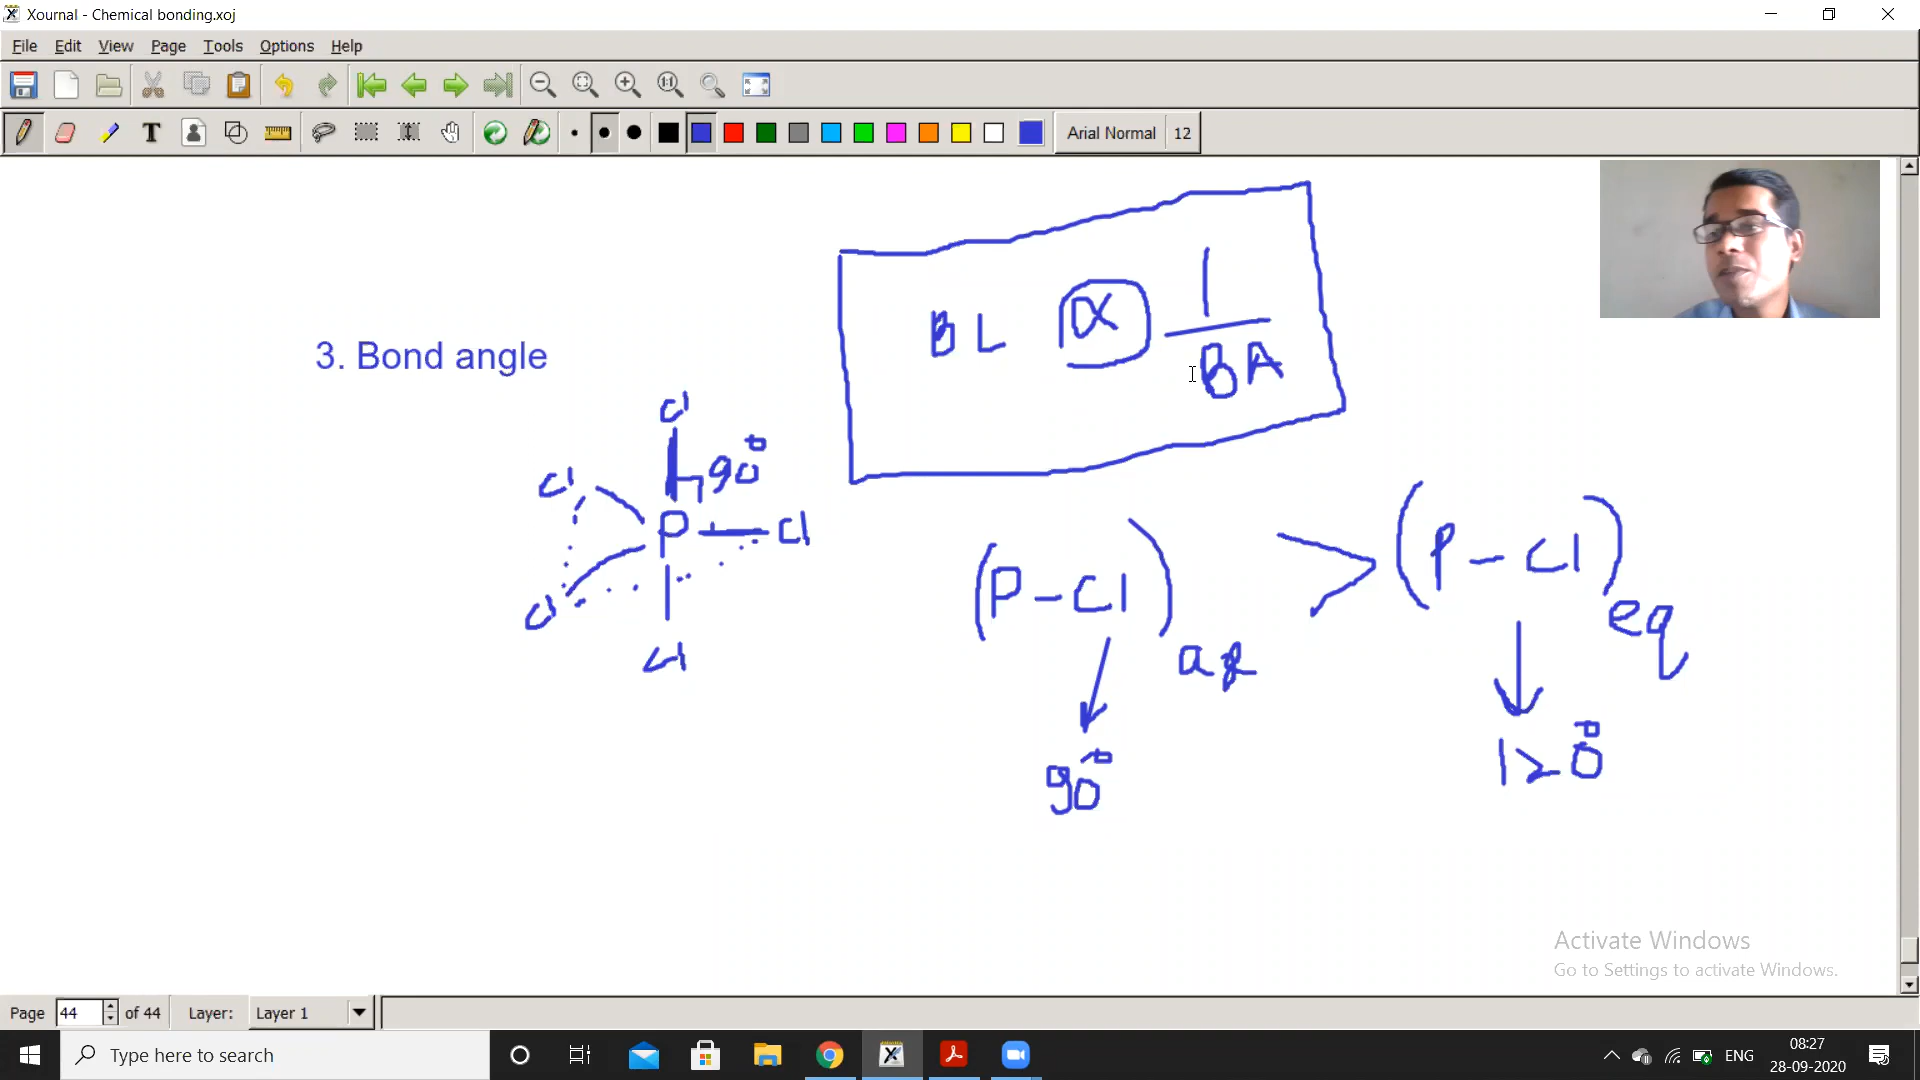 Xournal - Chemical bonding.xoj
File Edit View Page Tools Options Help
Arial Normal 12
BL ∝ 1/BA
3. Bond angle
Cl
90°
Cl
P
Cl
Cl
Cl
(P-Cl)ax > (P-Cl)eq
90°
120°
Activate Windows
Go to Settings to activate Windows.
Page 44 of 44 Layer: Layer 1
Type here to search
ENG
08:27
28-09-2020